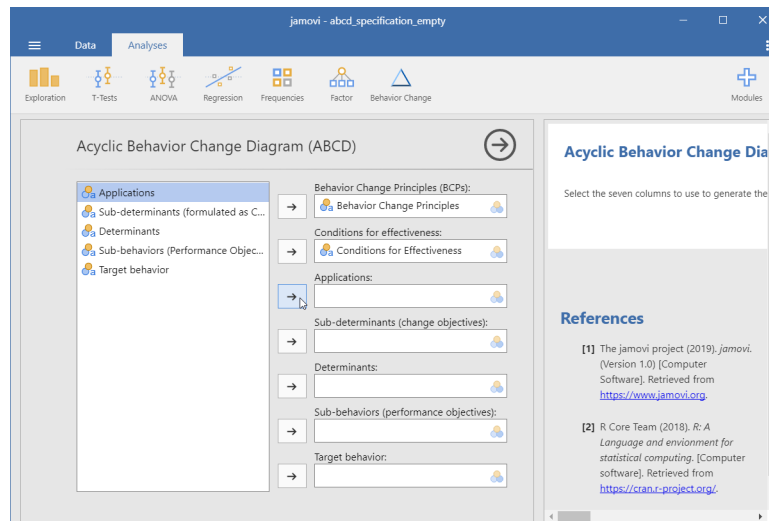 jamovi - abcd_specification_empty
Data
Analyses
Exploration
T-Tests
ANOVA
Regression
Frequencies
Factor
Behavior Change
Modules
Acyclic Behavior Change Diagram (ABCD)
Applications
Sub-determinants (formulated as C...
Determinants
Sub-behaviors (Performance Objec...
Target behavior
Behavior Change Principles (BCPs):
Behavior Change Principles
Conditions for effectiveness:
Conditions for Effectiveness
Applications:
Sub-determinants (change objectives):
Determinants:
Sub-behaviors (performance objectives):
Target behavior:
Acyclic Behavior Change Dia
Select the seven columns to use to generate the
References
[1] The jamovi project (2019). jamovi.
(Version 1.0) [Computer
Software]. Retrieved from
https://www.jamovi.org.
[2] R Core Team (2018). R: A
Language and envionment for
statistical computing. [Computer
software]. Retrieved from
https://cran.r-project.org/.